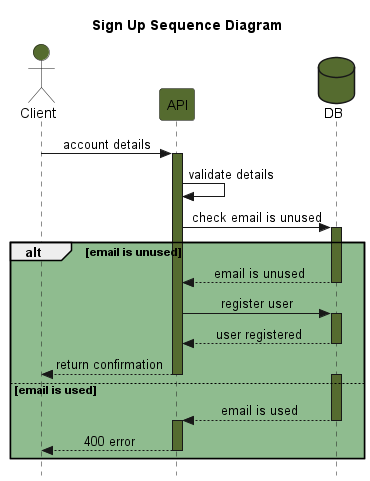 Sign Up Sequence Diagram
Client
API
DB
account details
validate details
check email is unused
alt
[email is unused]
email is unused
register user
user registered
return confirmation
[email is used]
email is used
400 error